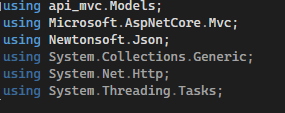 using api_mvc.Models;
using Microsoft.AspNetCore.Mvc;
using Newtonsoft.Json;
using System.Collections.Generic;
using System.Net.Http;
using System.Threading.Tasks;